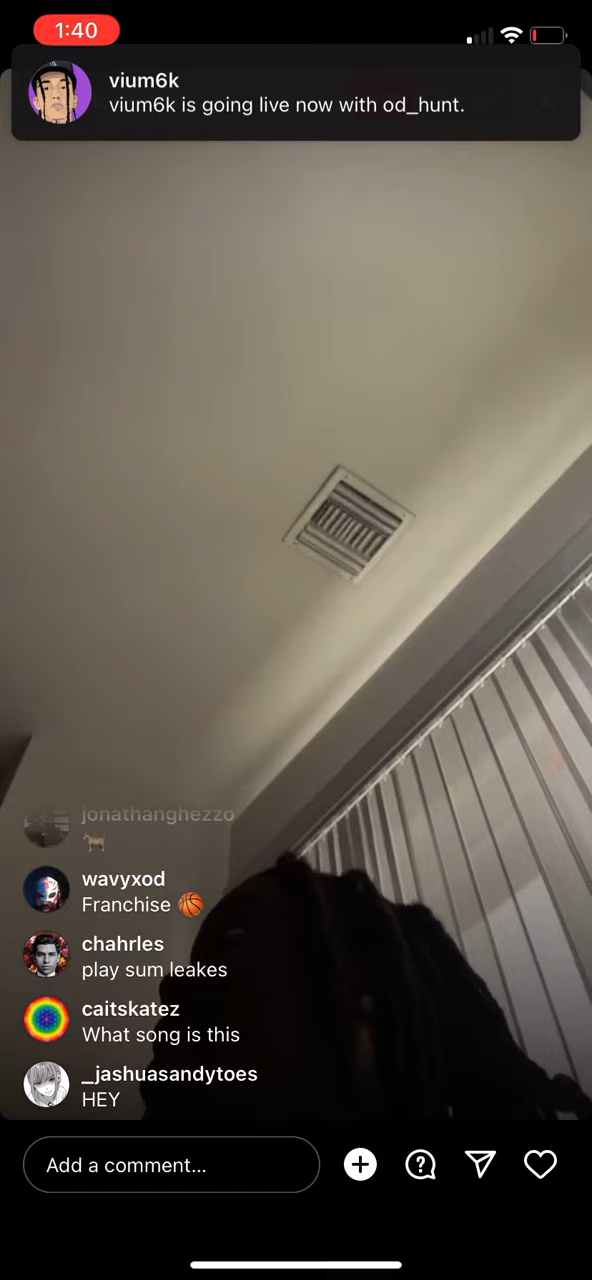 1:40
vium6k
vium6k is going live now with od_hunt.
jonathanghezzo
🐐
wavyxod
Franchise 🏀
chahrles
play sum leakes
caitskatez
What song is this
_jashuasandytoes
HEY
Add a comment...